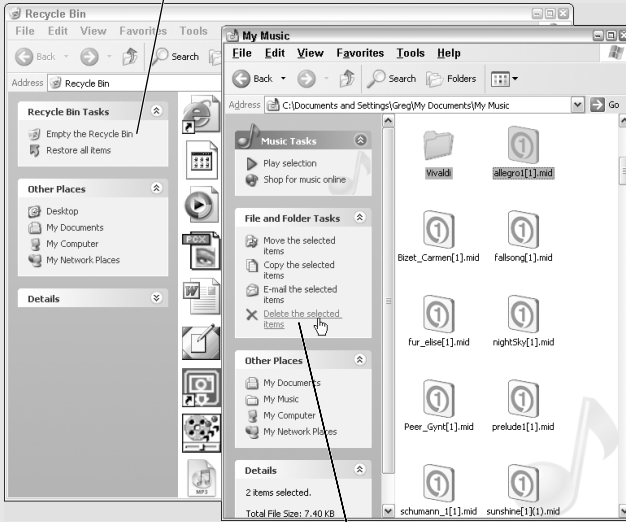 Recycle Bin
File Edit View Favorites Tools
Back Search
Address Recycle Bin
Recycle Bin Tasks
Empty the Recycle Bin
Restore all items
Other Places
Desktop
My Documents
My Computer
My Network Places
Details
W
MP3
My Music
File Edit View Favorites Tools Help
Back Search Folders
Address C:\Documents and Settings\Greg\My Documents\My Music Go
Music Tasks
Play selection
Shop for music online
File and Folder Tasks
Move the selected
items
Copy the selected
items
E-mail the selected
items
Delete the selected
items
Other Places
My Documents
My Music
My Computer
My Network Places
Details
2 items selected.
Total File Size: 7.40 KB
Vivaldi allegro1[1].mid
Bizet_Carmen[1].mid fallsong[1].mid
fur_elise[1].mid nightSky[1].mid
Peer_Gynt[1].mid prelude1[1].mid
schumann_1[1].mid sunshine[1](1).mid